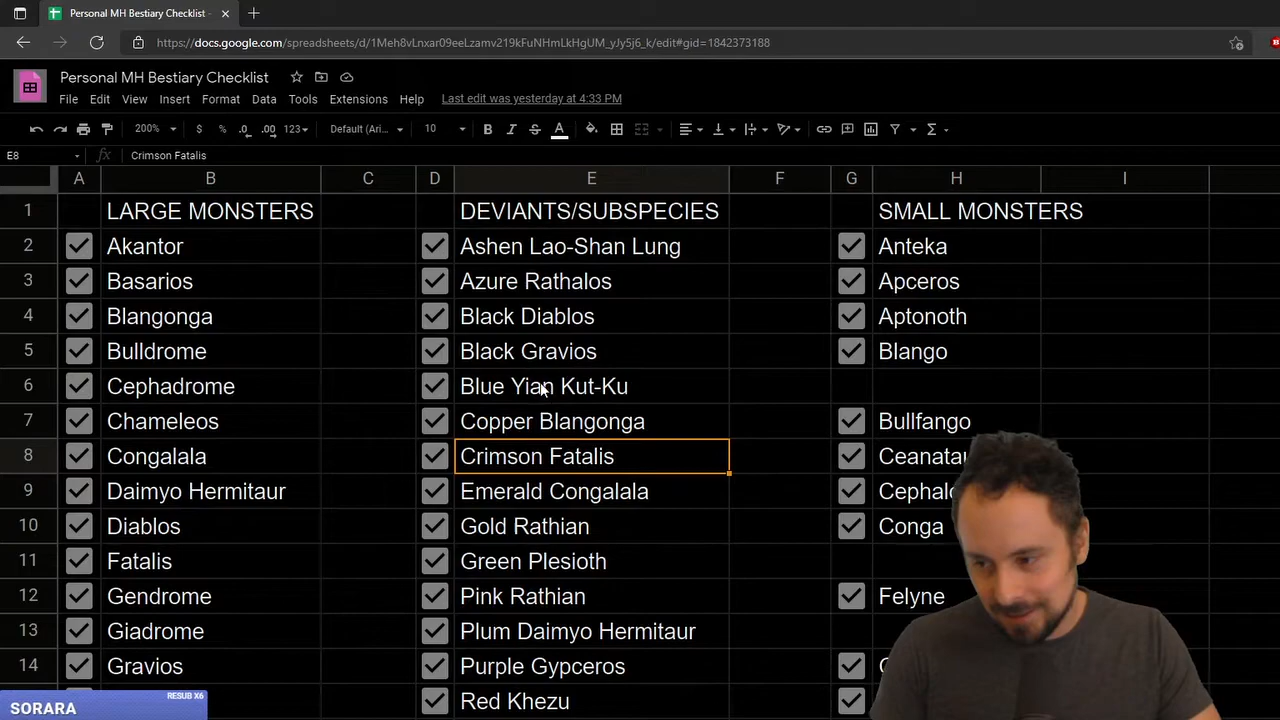 Personal MH Bestiary Checklist -
https://docs.google.com/spreadsheets/d/1Meh8vLnxar09eeLzamv219kFuNHmLkHgUM_yJy5j6_k/edit#gid=1842373188
Personal MH Bestiary Checklist
File Edit View Insert Format Data Tools Extensions Help Last edit was yesterday at 4:33 PM
200% $ % .0 .00 123 Default (Ari... 10 B I S A Σ
E8 fx Crimson Fatalis
A B C D E F G H I
1 LARGE MONSTERS DEVIANTS/SUBSPECIES SMALL MONSTERS
2 Akantor Ashen Lao-Shan Lung Anteka
3 Basarios Azure Rathalos Apceros
4 Blangonga Black Diablos Aptonoth
5 Bulldrome Black Gravios Blango
6 Cephadrome Blue Yian Kut-Ku
7 Chameleos Copper Blangonga Bullfango
8 Congalala Crimson Fatalis
9 Daimyo Hermitaur Emerald Congalala
10 Diablos Gold Rathian Conga
11 Fatalis Green Plesioth
12 Gendrome Pink Rathian Felyne
13 Giadrome Plum Daimyo Hermitaur
14 Gravios Purple Gypceros
Red Khezu
RESUB X6
SORARA